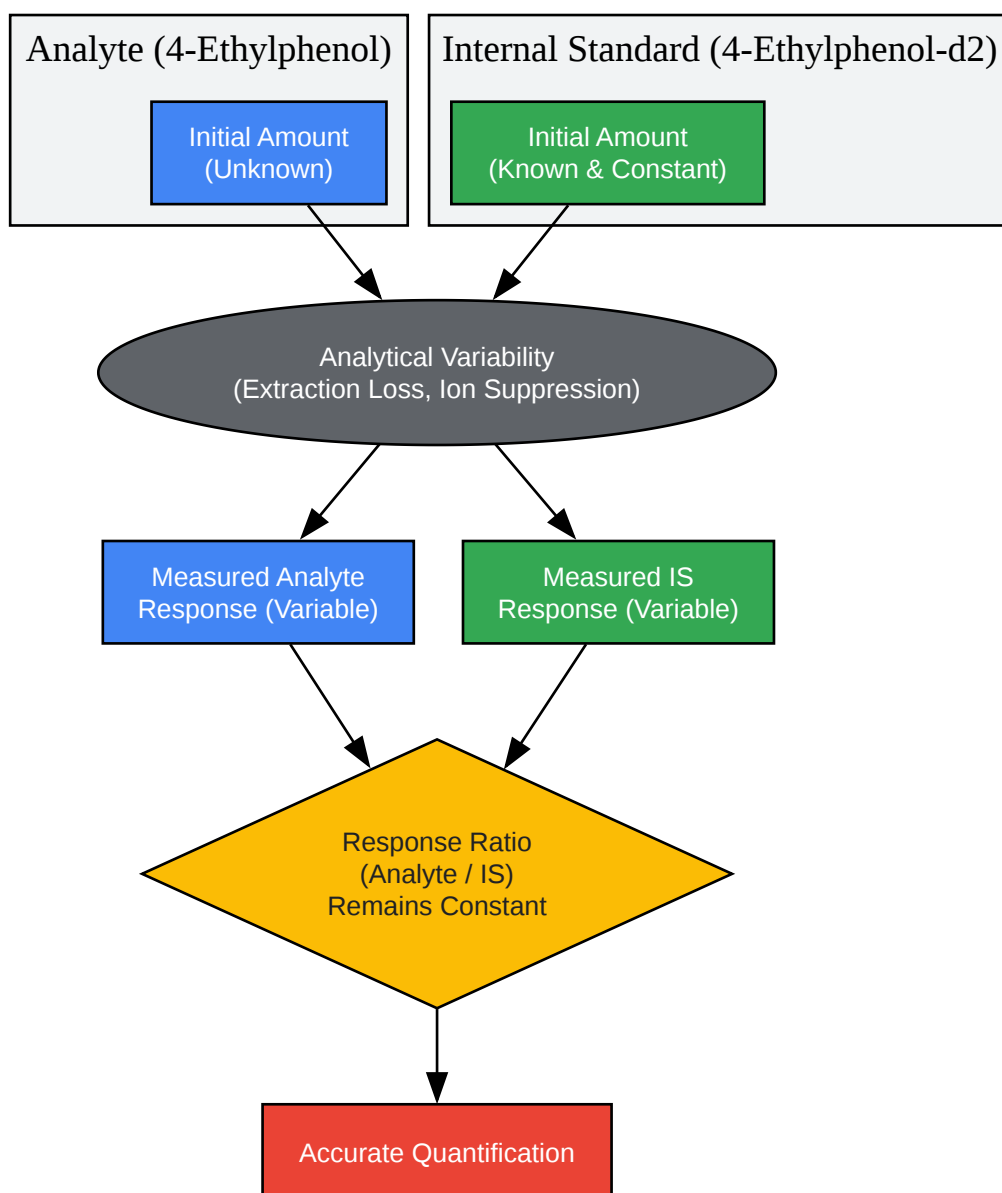 Analyte (4-Ethylphenol)
Internal Standard (4-Ethylphenol-d2)
Initial Amount
(Unknown)
Initial Amount
(Known & Constant)
Analytical Variability
(Extraction Loss, Ion Suppression)
Measured Analyte
Response (Variable)
Measured IS
Response (Variable)
Response Ratio
(Analyte / IS)
Remains Constant
Accurate Quantification